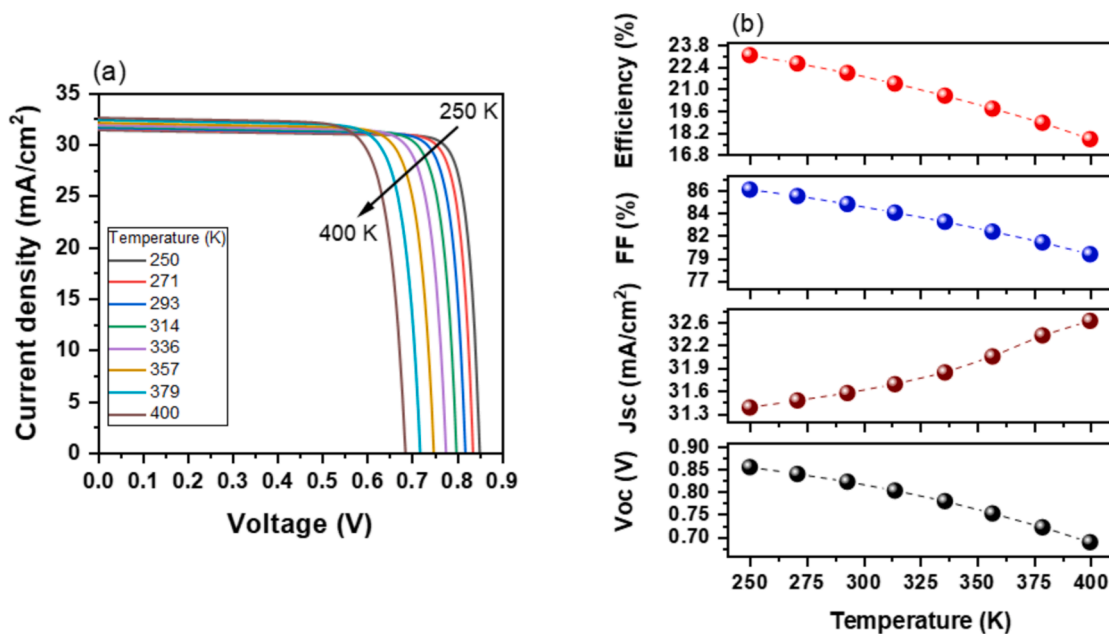 (a)
Current density (mA/cm²)
35
30
25
20
15
10
5
0
250 K
400 K
Temperature (K)
250
271
293
314
336
357
379
400
0.0 0.1 0.2 0.3 0.4 0.5 0.6 0.7 0.8 0.9
Voltage (V)
(b)
Efficiency (%)
23.8
22.4
21.0
19.6
18.2
16.8
FF (%)
86
84
82
79
77
Jsc (mA/cm²)
32.6
32.2
31.9
31.6
31.3
Voc (V)
0.90
0.85
0.80
0.75
0.70
250 275 300 325 350 375 400
Temperature (K)